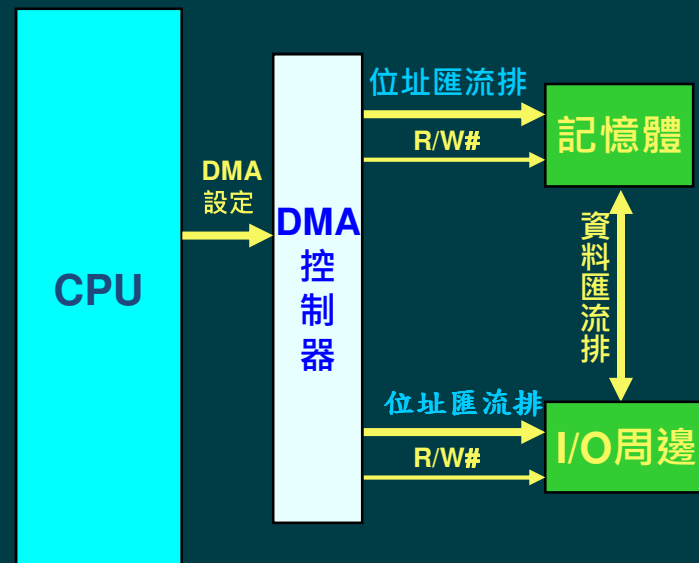 CPU
DMA
設定
DMA
控
制
器
位址匯流排
R/W#
記憶體
資
料
匯
流
排
位址匯流排
R/W#
I/O周邊